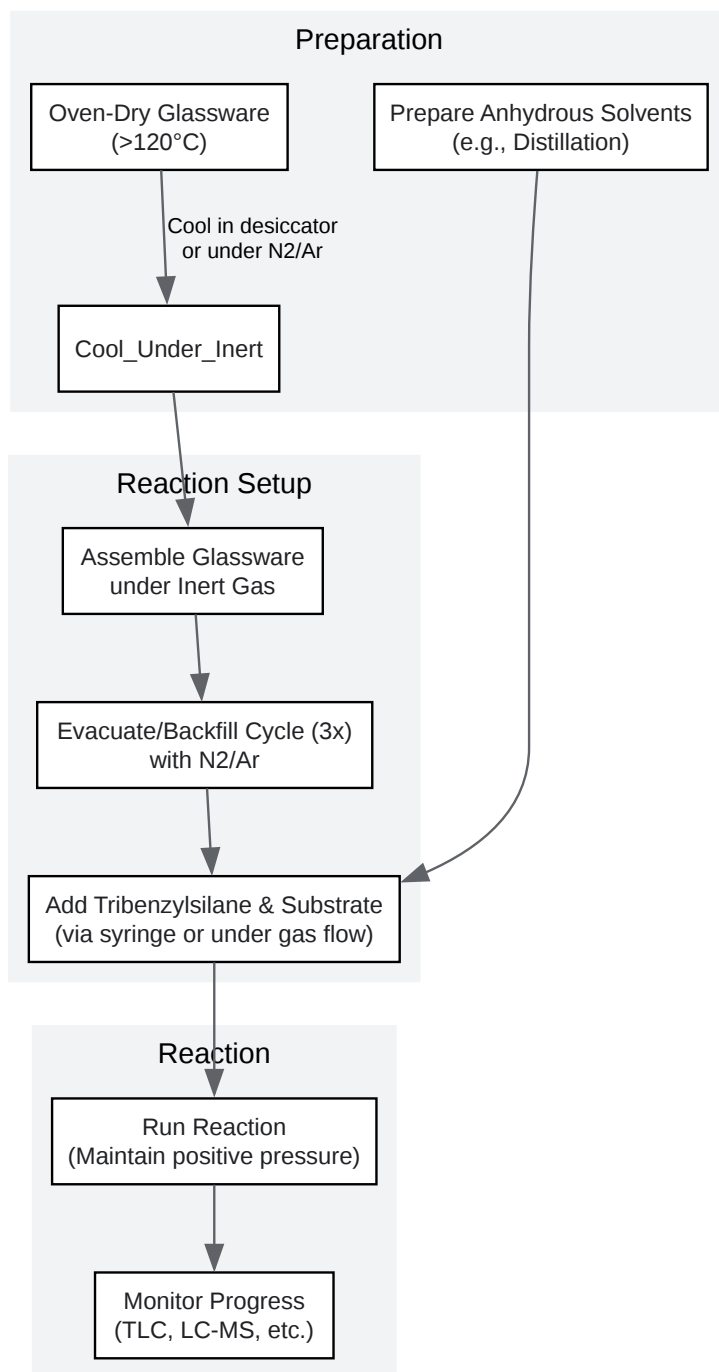 Preparation
Oven-Dry Glassware
(>120°C)
Prepare Anhydrous Solvents
(e.g., Distillation)
Cool in desiccator
or under N2/Ar
Cool_Under_Inert
Reaction Setup
Assemble Glassware
under Inert Gas
Evacuate/Backfill Cycle (3x)
with N2/Ar
Add Tribenzylsilane & Substrate
(via syringe or under gas flow)
Reaction
Run Reaction
(Maintain positive pressure)
Monitor Progress
(TLC, LC-MS, etc.)